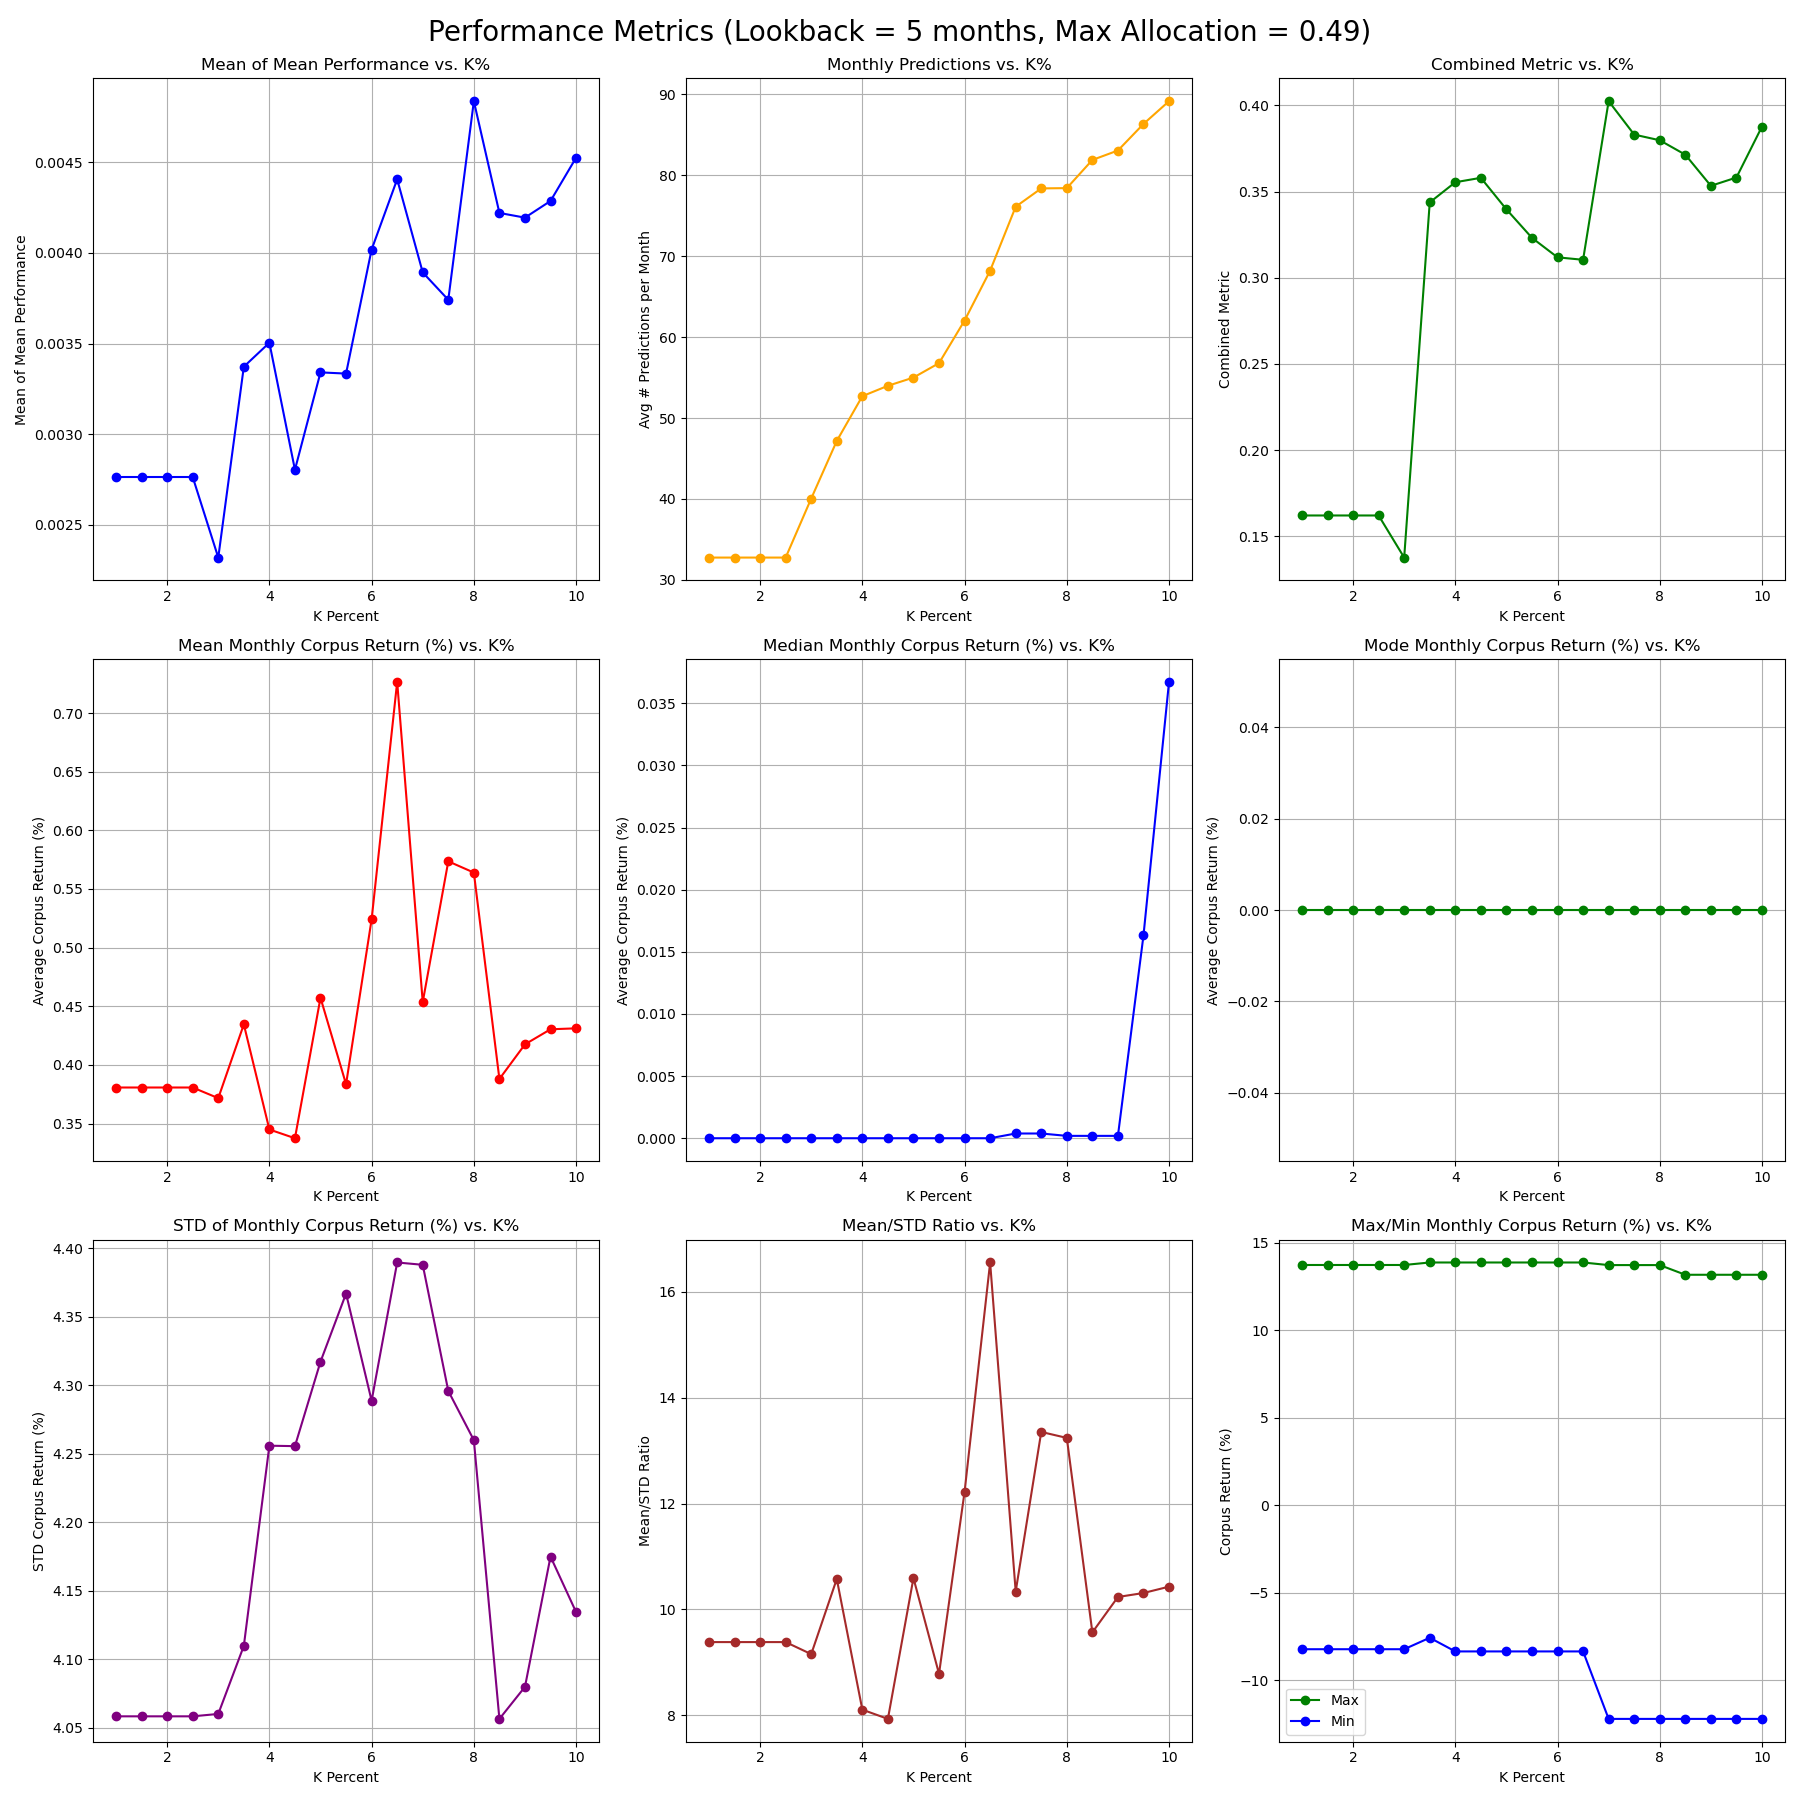 Performance Metrics (Lookback = 5 months, Max Allocation = 0.49)
Mean of Mean Performance vs. K%
Mean of Mean Performance
0.0045
0.0040
0.0035
0.0030
0.0025
2 4 6 8 10
K Percent
Monthly Predictions vs. K%
Avg # Predictions per Month
90
80
70
60
50
40
30
2 4 6 8 10
K Percent
Combined Metric vs. K%
Combined Metric
0.40
0.35
0.30
0.25
0.20
0.15
2 4 6 8 10
K Percent
Mean Monthly Corpus Return (%) vs. K%
Average Corpus Return (%)
0.70
0.65
0.60
0.55
0.50
0.45
0.40
0.35
2 4 6 8 10
K Percent
Median Monthly Corpus Return (%) vs. K%
Average Corpus Return (%)
0.035
0.030
0.025
0.020
0.015
0.010
0.005
0.000
2 4 6 8 10
K Percent
Mode Monthly Corpus Return (%) vs. K%
Average Corpus Return (%)
0.04
0.02
0.00
−0.02
−0.04
2 4 6 8 10
K Percent
STD of Monthly Corpus Return (%) vs. K%
STD Corpus Return (%)
4.40
4.35
4.30
4.25
4.20
4.15
4.10
4.05
2 4 6 8 10
K Percent
Mean/STD Ratio vs. K%
Mean/STD Ratio
16
14
12
10
8
2 4 6 8 10
K Percent
Max/Min Monthly Corpus Return (%) vs. K%
Corpus Return (%)
15
10
5
0
−5
−10
Max
Min
2 4 6 8 10
K Percent